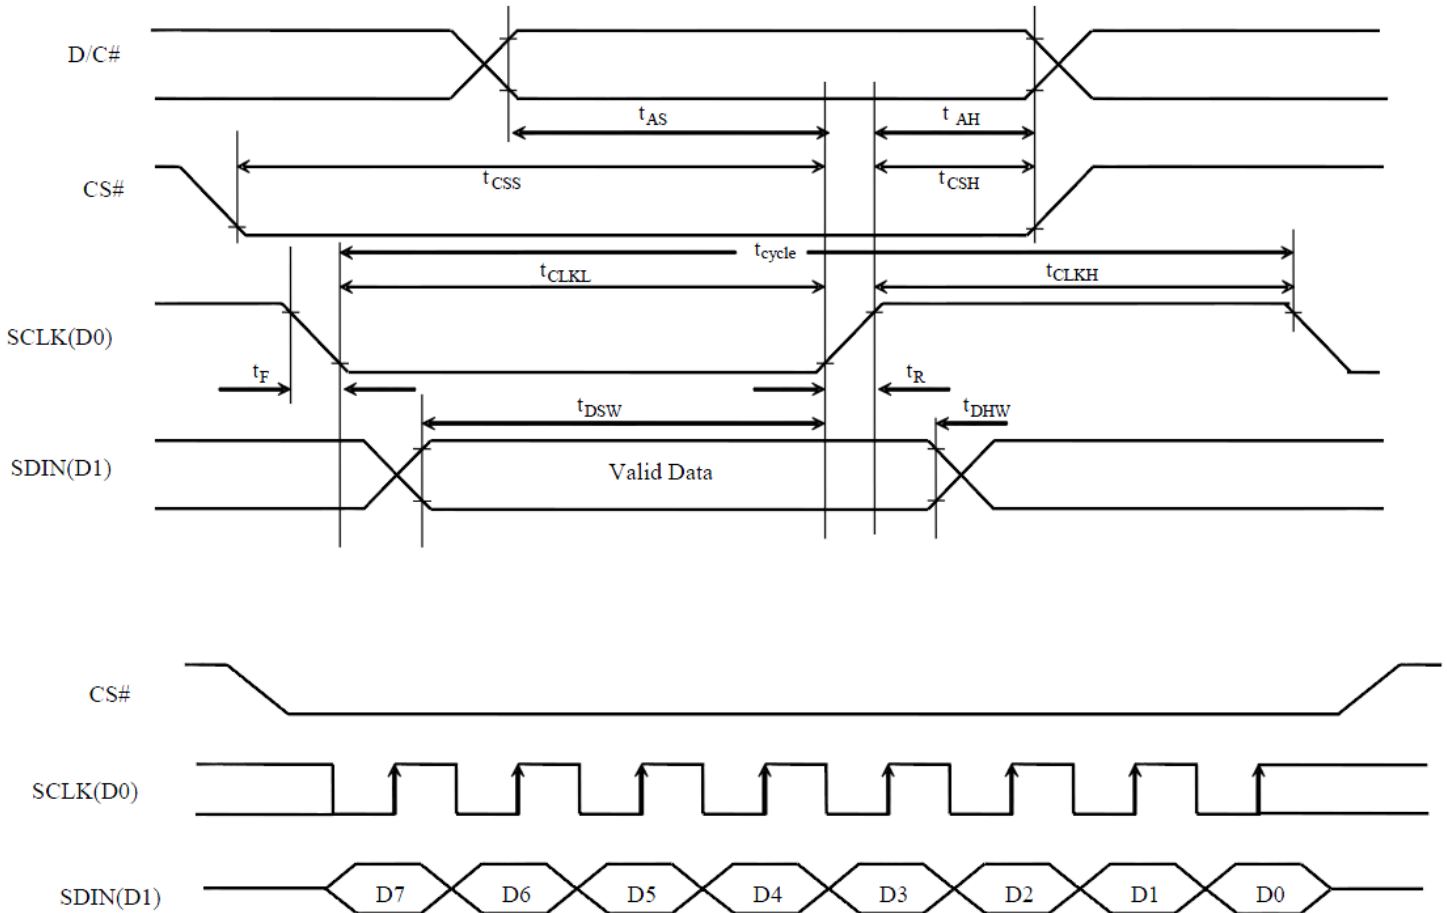 D/C#
tAS
t AH
CS#
tCSS
tCSH
tcycle
tCLKL
tCLKH
SCLK(D0)
tF
tR
tDSW
tDHW
SDIN(D1)
Valid Data
CS#
SCLK(D0)
SDIN(D1)
D7 D6 D5 D4 D3 D2 D1 D0